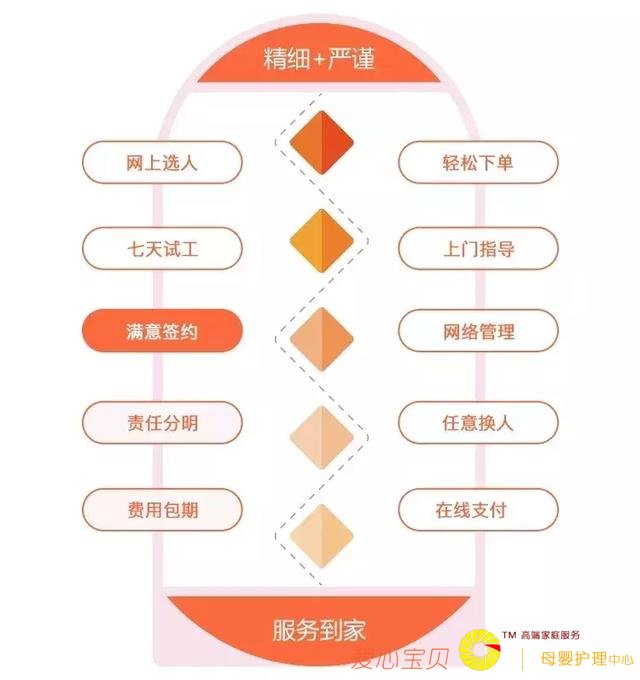 精细+严谨
网上选人
轻松下单
七天试工
上门指导
满意签约
网络管理
责任分明
任意换人
费用包期
在线支付
服务到家
爱心宝贝
TM 高端家庭服务
母婴护理中心